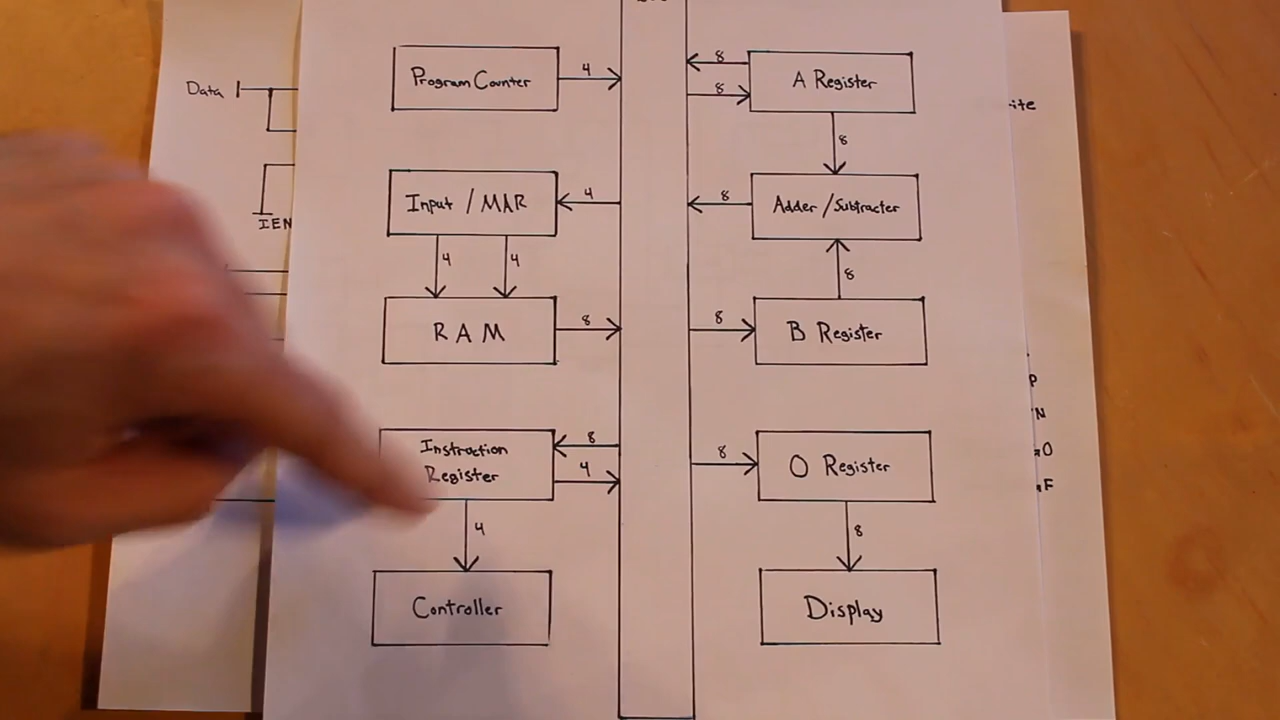 Program Counter
4
8
8
A Register
Data
ite
8
Input / MAR
4
8
Adder / Subtracter
IEN
4
4
8
RAM
8
8
B Register
P
N
Instruction
Register
8
4
8
O Register
O
F
4
8
Controller
Display